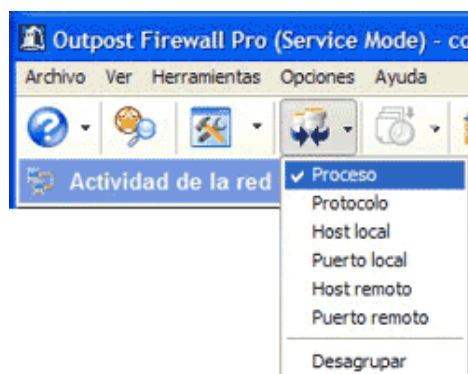 Outpost Firewall Pro (Service Mode) - co
Archivo Ver Herramientas Opciones Ayuda
Actividad de la red
Proceso
Protocolo
Host local
Puerto local
Host remoto
Puerto remoto
Desagrupar